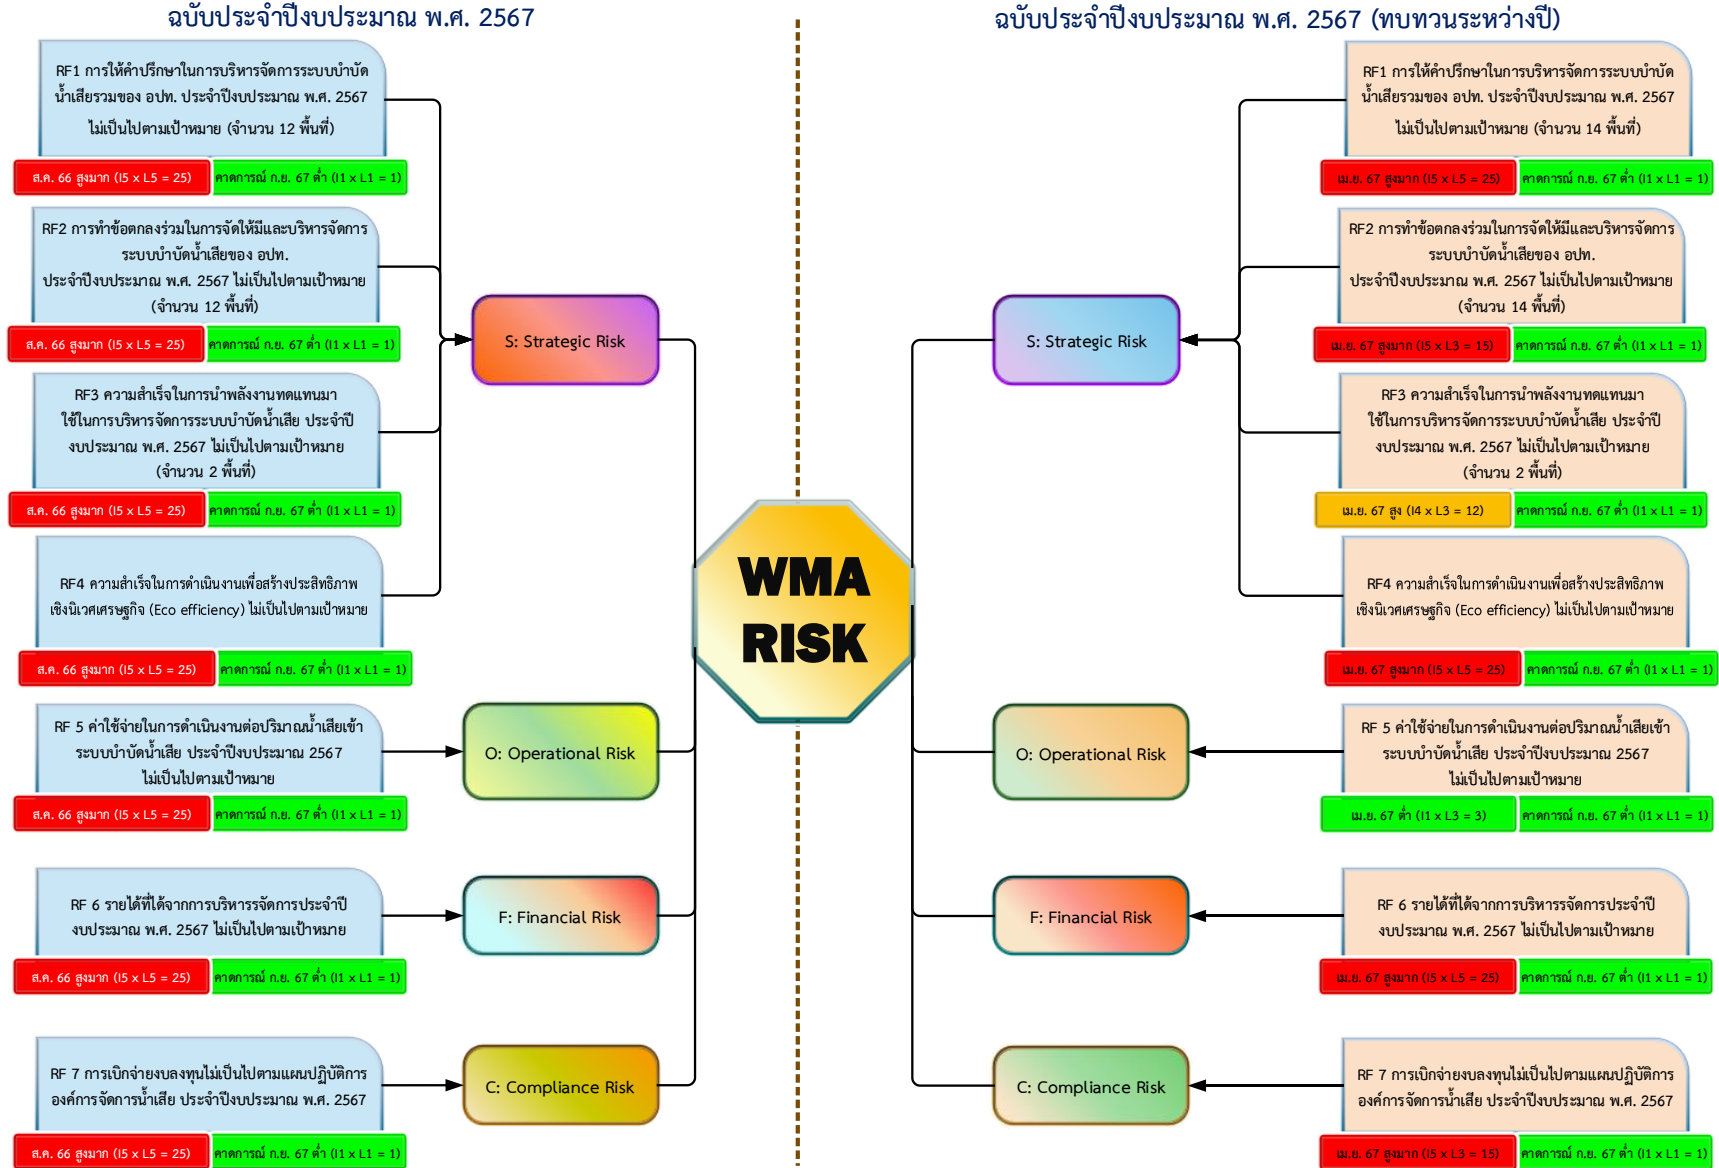 ฉบับประจำปีงบประมาณ พ.ศ. 2567
RF1 การให้คำปรึกษาในการบริหารจัดการระบบบำบัด
น้ำเสียรวมของ อปท. ประจำปีงบประมาณ พ.ศ. 2567
ไม่เป็นไปตามเป้าหมาย (จำนวน 12 พื้นที่)
ส.ค. 66 สูงมาก (I5 x L5 = 25)
คาดการณ์ ก.ย. 67 ต่ำ (I1 x L1 = 1)
RF2 การทำข้อตกลงร่วมในการจัดให้มีและบริหารจัดการ
ระบบบำบัดน้ำเสียของ อปท.
ประจำปีงบประมาณ พ.ศ. 2567 ไม่เป็นไปตามเป้าหมาย
(จำนวน 12 พื้นที่)
ส.ค. 66 สูงมาก (I5 x L5 = 25)
คาดการณ์ ก.ย. 67 ต่ำ (I1 x L1 = 1)
RF3 ความสำเร็จในการนำพลังงานทดแทนมา
ใช้ในการบริหารจัดการระบบบำบัดน้ำเสีย ประจำปี
งบประมาณ พ.ศ. 2567 ไม่เป็นไปตามเป้าหมาย
(จำนวน 2 พื้นที่)
ส.ค. 66 สูงมาก (I5 x L5 = 25)
คาดการณ์ ก.ย. 67 ต่ำ (I1 x L1 = 1)
RF4 ความสำเร็จในการดำเนินงานเพื่อสร้างประสิทธิภาพ
เชิงนิเวศเศรษฐกิจ (Eco efficiency) ไม่เป็นไปตามเป้าหมาย
ส.ค. 66 สูงมาก (I5 x L5 = 25)
คาดการณ์ ก.ย. 67 ต่ำ (I1 x L1 = 1)
S: Strategic Risk
RF 5 ค่าใช้จ่ายในการดำเนินงานต่อปริมาณน้ำเสียเข้า
ระบบบำบัดน้ำเสีย ประจำปีงบประมาณ 2567
ไม่เป็นไปตามเป้าหมาย
ส.ค. 66 สูงมาก (I5 x L5 = 25)
คาดการณ์ ก.ย. 67 ต่ำ (I1 x L1 = 1)
O: Operational Risk
RF 6 รายได้ที่ได้จากการบริหารรจัดการประจำปี
งบประมาณ พ.ศ. 2567 ไม่เป็นไปตามเป้าหมาย
ส.ค. 66 สูงมาก (I5 x L5 = 25)
คาดการณ์ ก.ย. 67 ต่ำ (I1 x L1 = 1)
F: Financial Risk
RF 7 การเบิกจ่ายงบลงทุนไม่เป็นไปตามแผนปฏิบัติการ
องค์การจัดการน้ำเสีย ประจำปีงบประมาณ พ.ศ. 2567
ส.ค. 66 สูงมาก (I5 x L5 = 25)
คาดการณ์ ก.ย. 67 ต่ำ (I1 x L1 = 1)
C: Compliance Risk
WMA
RISK
ฉบับประจำปีงบประมาณ พ.ศ. 2567 (ทบทวนระหว่างปี)
RF1 การให้คำปรึกษาในการบริหารจัดการระบบบำบัด
น้ำเสียรวมของ อปท. ประจำปีงบประมาณ พ.ศ. 2567
ไม่เป็นไปตามเป้าหมาย (จำนวน 14 พื้นที่)
เม.ย. 67 สูงมาก (I5 x L5 = 25)
คาดการณ์ ก.ย. 67 ต่ำ (I1 x L1 = 1)
RF2 การทำข้อตกลงร่วมในการจัดให้มีและบริหารจัดการ
ระบบบำบัดน้ำเสียของ อปท.
ประจำปีงบประมาณ พ.ศ. 2567 ไม่เป็นไปตามเป้าหมาย
(จำนวน 14 พื้นที่)
เม.ย. 67 สูงมาก (I5 x L3 = 15)
คาดการณ์ ก.ย. 67 ต่ำ (I1 x L1 = 1)
RF3 ความสำเร็จในการนำพลังงานทดแทนมา
ใช้ในการบริหารจัดการระบบบำบัดน้ำเสีย ประจำปี
งบประมาณ พ.ศ. 2567 ไม่เป็นไปตามเป้าหมาย
(จำนวน 2 พื้นที่)
เม.ย. 67 สูง (I4 x L3 = 12)
คาดการณ์ ก.ย. 67 ต่ำ (I1 x L1 = 1)
RF4 ความสำเร็จในการดำเนินงานเพื่อสร้างประสิทธิภาพ
เชิงนิเวศเศรษฐกิจ (Eco efficiency) ไม่เป็นไปตามเป้าหมาย
เม.ย. 67 สูงมาก (I5 x L5 = 25)
คาดการณ์ ก.ย. 67 ต่ำ (I1 x L1 = 1)
S: Strategic Risk
RF 5 ค่าใช้จ่ายในการดำเนินงานต่อปริมาณน้ำเสียเข้า
ระบบบำบัดน้ำเสีย ประจำปีงบประมาณ 2567
ไม่เป็นไปตามเป้าหมาย
เม.ย. 67 ต่ำ (I1 x L3 = 3)
คาดการณ์ ก.ย. 67 ต่ำ (I1 x L1 = 1)
O: Operational Risk
RF 6 รายได้ที่ได้จากการบริหารรจัดการประจำปี
งบประมาณ พ.ศ. 2567 ไม่เป็นไปตามเป้าหมาย
เม.ย. 67 สูงมาก (I5 x L5 = 25)
คาดการณ์ ก.ย. 67 ต่ำ (I1 x L1 = 1)
F: Financial Risk
RF 7 การเบิกจ่ายงบลงทุนไม่เป็นไปตามแผนปฏิบัติการ
องค์การจัดการน้ำเสีย ประจำปีงบประมาณ พ.ศ. 2567
เม.ย. 67 สูงมาก (I5 x L3 = 15)
คาดการณ์ ก.ย. 67 ต่ำ (I1 x L1 = 1)
C: Compliance Risk